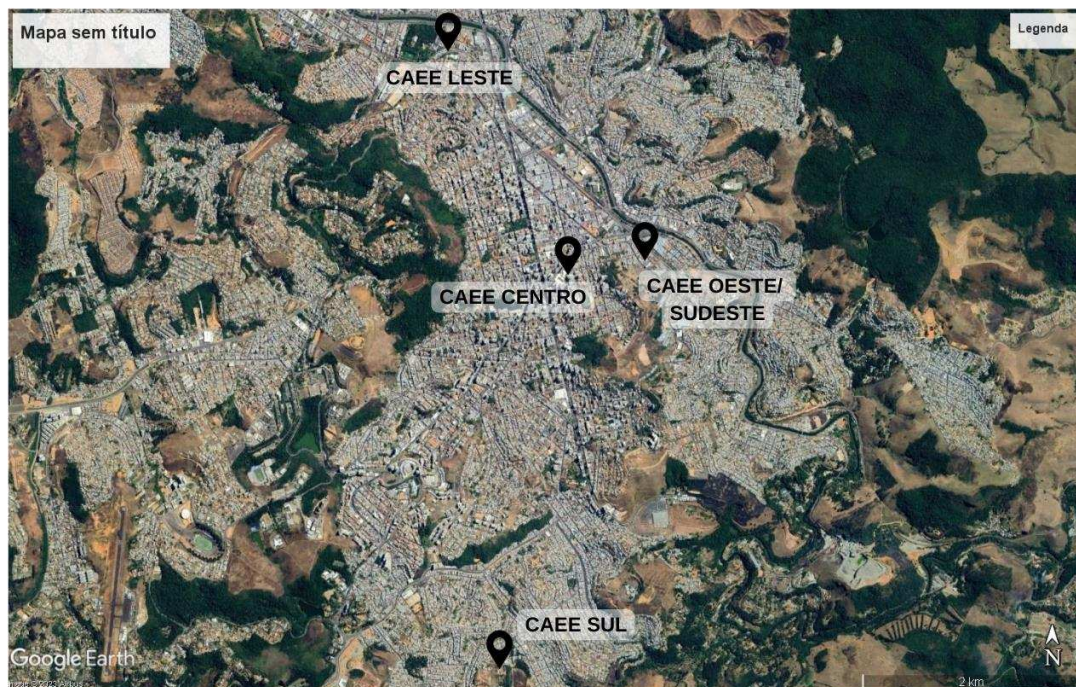 Mapa sem título
Legenda
CAEE LESTE
CAEE CENTRO
CAEE OESTE/
SUDESTE
CAEE SUL
Google Earth
N
2 km